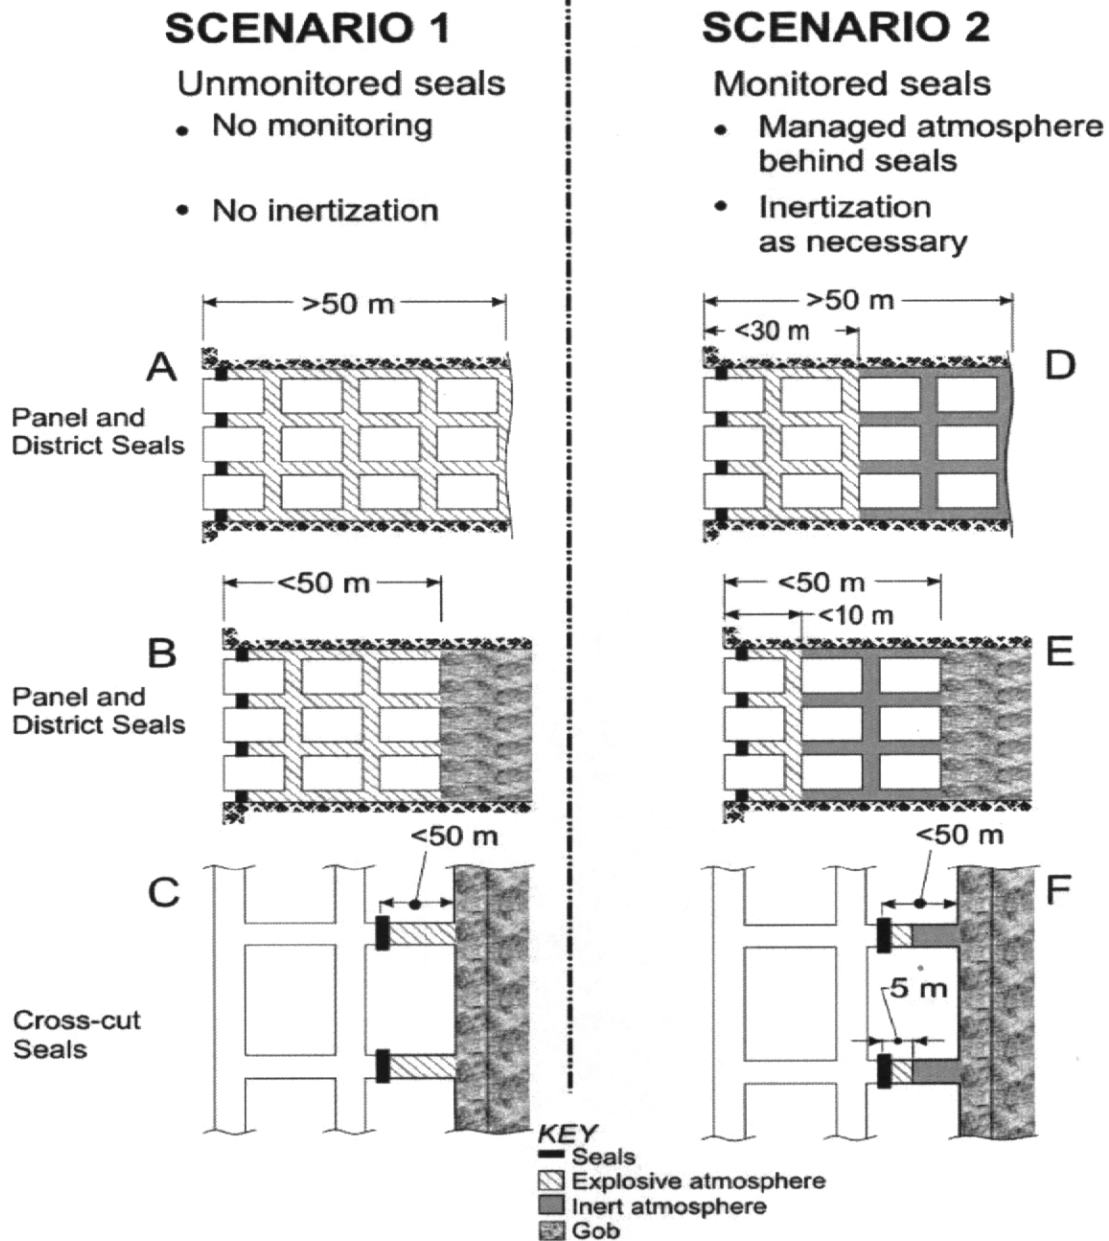 SCENARIO 1
Unmonitored seals
• No monitoring
• No inertization
SCENARIO 2
Monitored seals
• Managed atmosphere
behind seals
• Inertization
as necessary
>50 m
A
Panel and
District Seals
>50 m
<30 m
D
<50 m
B
Panel and
District Seals
<50 m
<10 m
E
<50 m
C
Cross-cut
Seals
<50 m
F
5 m
KEY
Seals
Explosive atmosphere
Inert atmosphere
Gob